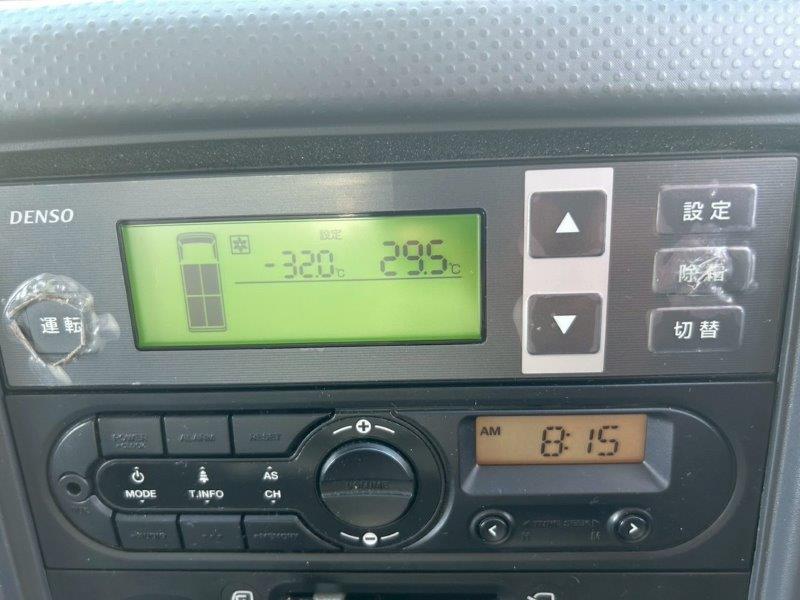 DENSO
設定
-32.0℃ 29.5℃
運転
設定
除霜
切替
POWER ALARM RESET
MODE
T.INFO
AS
CH
VOLUME
AM 8:15
H M